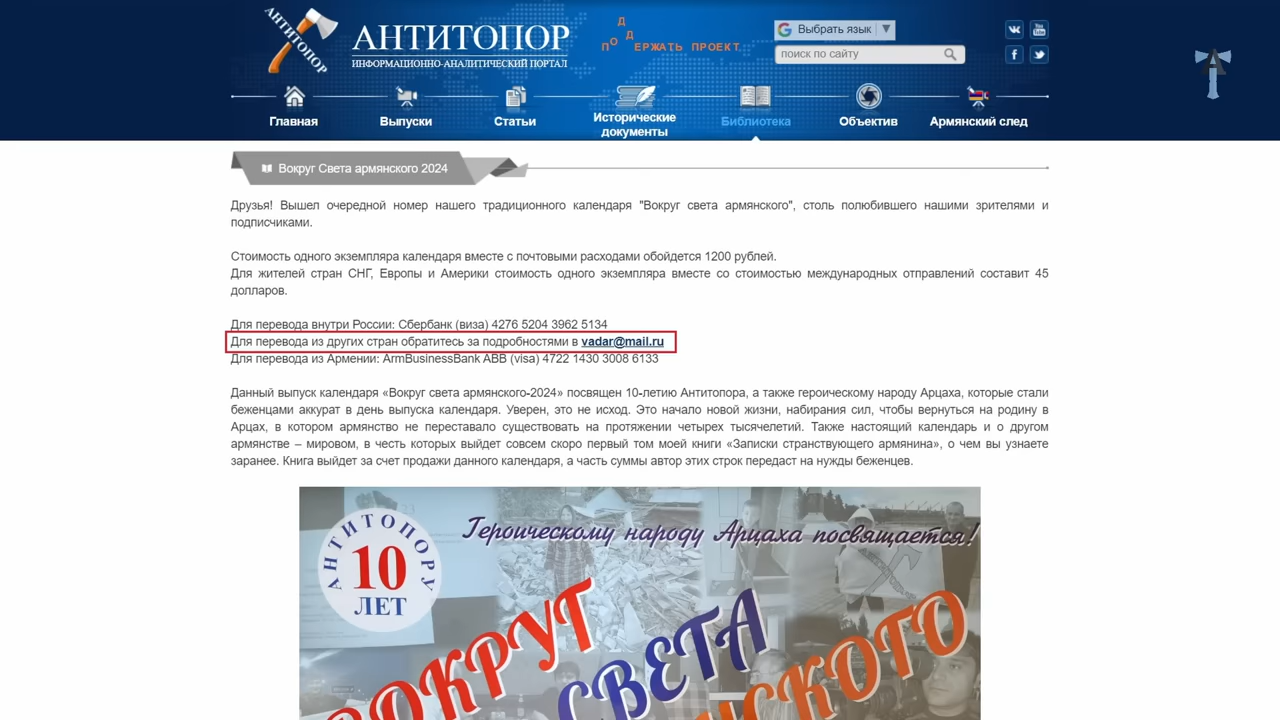 АНТИТОПОР
АНТИТОПОР
ИНФОРМАЦИОННО-АНАЛИТИЧЕСКИЙ ПОРТАЛ
ПОДДЕРЖАТЬ ПРОЕКТ
Выбрать язык
поиск по сайту
Главная
Выпуски
Статьи
Исторические
документы
Библиотека
Объектив
Армянский след
Вокруг Света армянского 2024
Друзья! Вышел очередной номер нашего традиционного календаря "Вокруг света армянского", столь полюбившего нашими зрителями и
подписчиками.
Стоимость одного экземпляра календаря вместе с почтовыми расходами обойдется 1200 рублей.
Для жителей стран СНГ, Европы и Америки стоимость одного экземпляра вместе со стоимостью международных отправлений составит 45
долларов.
Для перевода внутри России: Сбербанк (виза) 4276 5204 3962 5134
Для перевода из других стран обратитесь за подробностями в vadar@mail.ru
Для перевода из Армении: ArmBusinessBank ABB (visa) 4722 1430 3008 6133
Данный выпуск календаря «Вокруг света армянского-2024» посвящен 10-летию Антитопора, а также героическому народу Арцаха, которые стали
беженцами аккурат в день выпуска календаря. Уверен, это не исход. Это начало новой жизни, набирания сил, чтобы вернуться на родину в
Арцах, в котором армянство не переставало существовать на протяжении четырех тысячелетий. Также настоящий календарь и о другом
армянстве – мировом, в честь которых выйдет совсем скоро первый том моей книги «Записки странствующего армянина», о чем вы узнаете
заранее. Книга выйдет за счет продажи данного календаря, а часть суммы автор этих строк передаст на нужды беженцев.
Героическому народу Арцаха посвящается!
АНТИТОПОРУ
10
ЛЕТ
ВОКРУГ
СВЕТА